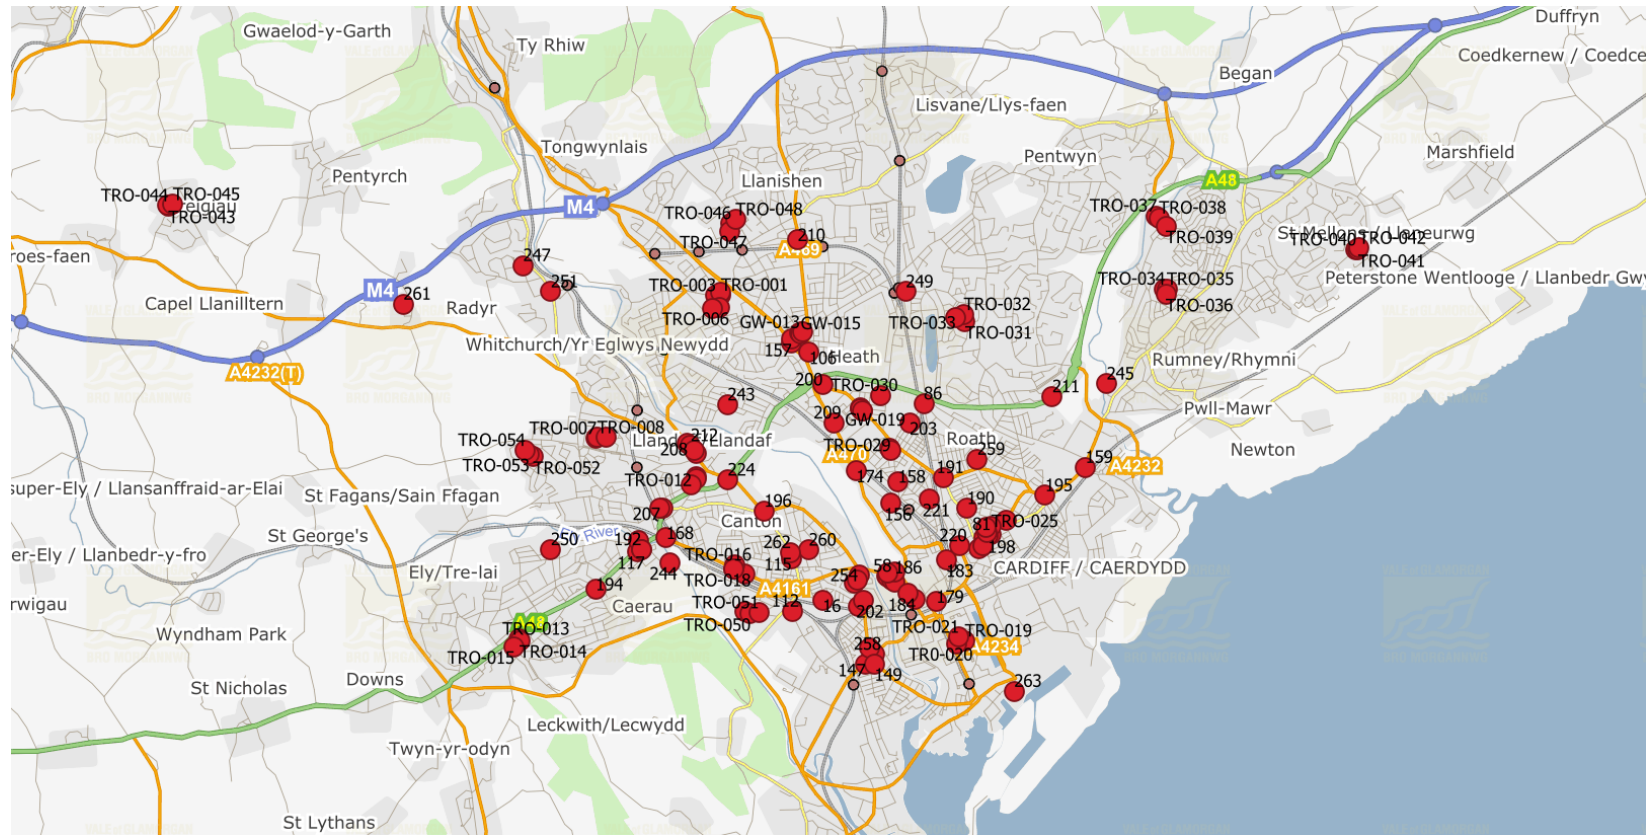 Duffryn
Gwaelod-y-Garth
Ty Rhiw
Coedkernew / Coedce
Began
Lisvane/Llys-faen
Tongwynlais
Pentwyn
Marshfield
Pentyrch
Llanishen
A48
TRO-044
TRO-045
TRO-043
M4
TRO-046
TRO-048
TRO-047
210
A469
TRO-037
TRO-038
TRO-039
TRO-040
TRO-042
TRO-041
roes-faen
247
251
249
Peterstone Wentlooge / Llanbedr Gw
TRO-034
TRO-035
TRO-036
M4
261
Capel Llanilltern
Radyr
TRO-003
TRO-001
TRO-006
TRO-032
TRO-033
TRO-031
GW-013
GW-015
157
106
Heath
Whitchurch/Yr Eglwys Newydd
Rumney/Rhymni
A4232(T)
200
TRO-030
86
211
245
243
209
GW-019
203
Pwll-Mawr
TRO-007
TRO-008
212
208
TRO-029
Roath
Newton
TRO-054
TRO-053
TRO-052
A470
259
159
A4232
TRO-012
224
174
158
191
super-Ely / Llansanffraid-ar-Elai
St Fagans/Sain Ffagan
207
196
156
221
190
195
Canton
81
TRO-025
St George's
er-Ely / Llanbedr-y-fro
250
192
168
117
262
260
220
198
Ely/Tre-lai
244
TRO-016
TRO-018
115
254
58
186
183
CARDIFF / CAERDYDD
194
A4161
rwigau
Caerau
TRO-051
TRO-050
112
16
202
184
179
A48
Wyndham Park
TRO-013
TRO-014
TRO-015
TRO-021
TRO-019
TR0-020
A4234
258
147
149
Downs
St Nicholas
263
Leckwith/Lecwydd
Twyn-yr-odyn
St Lythans